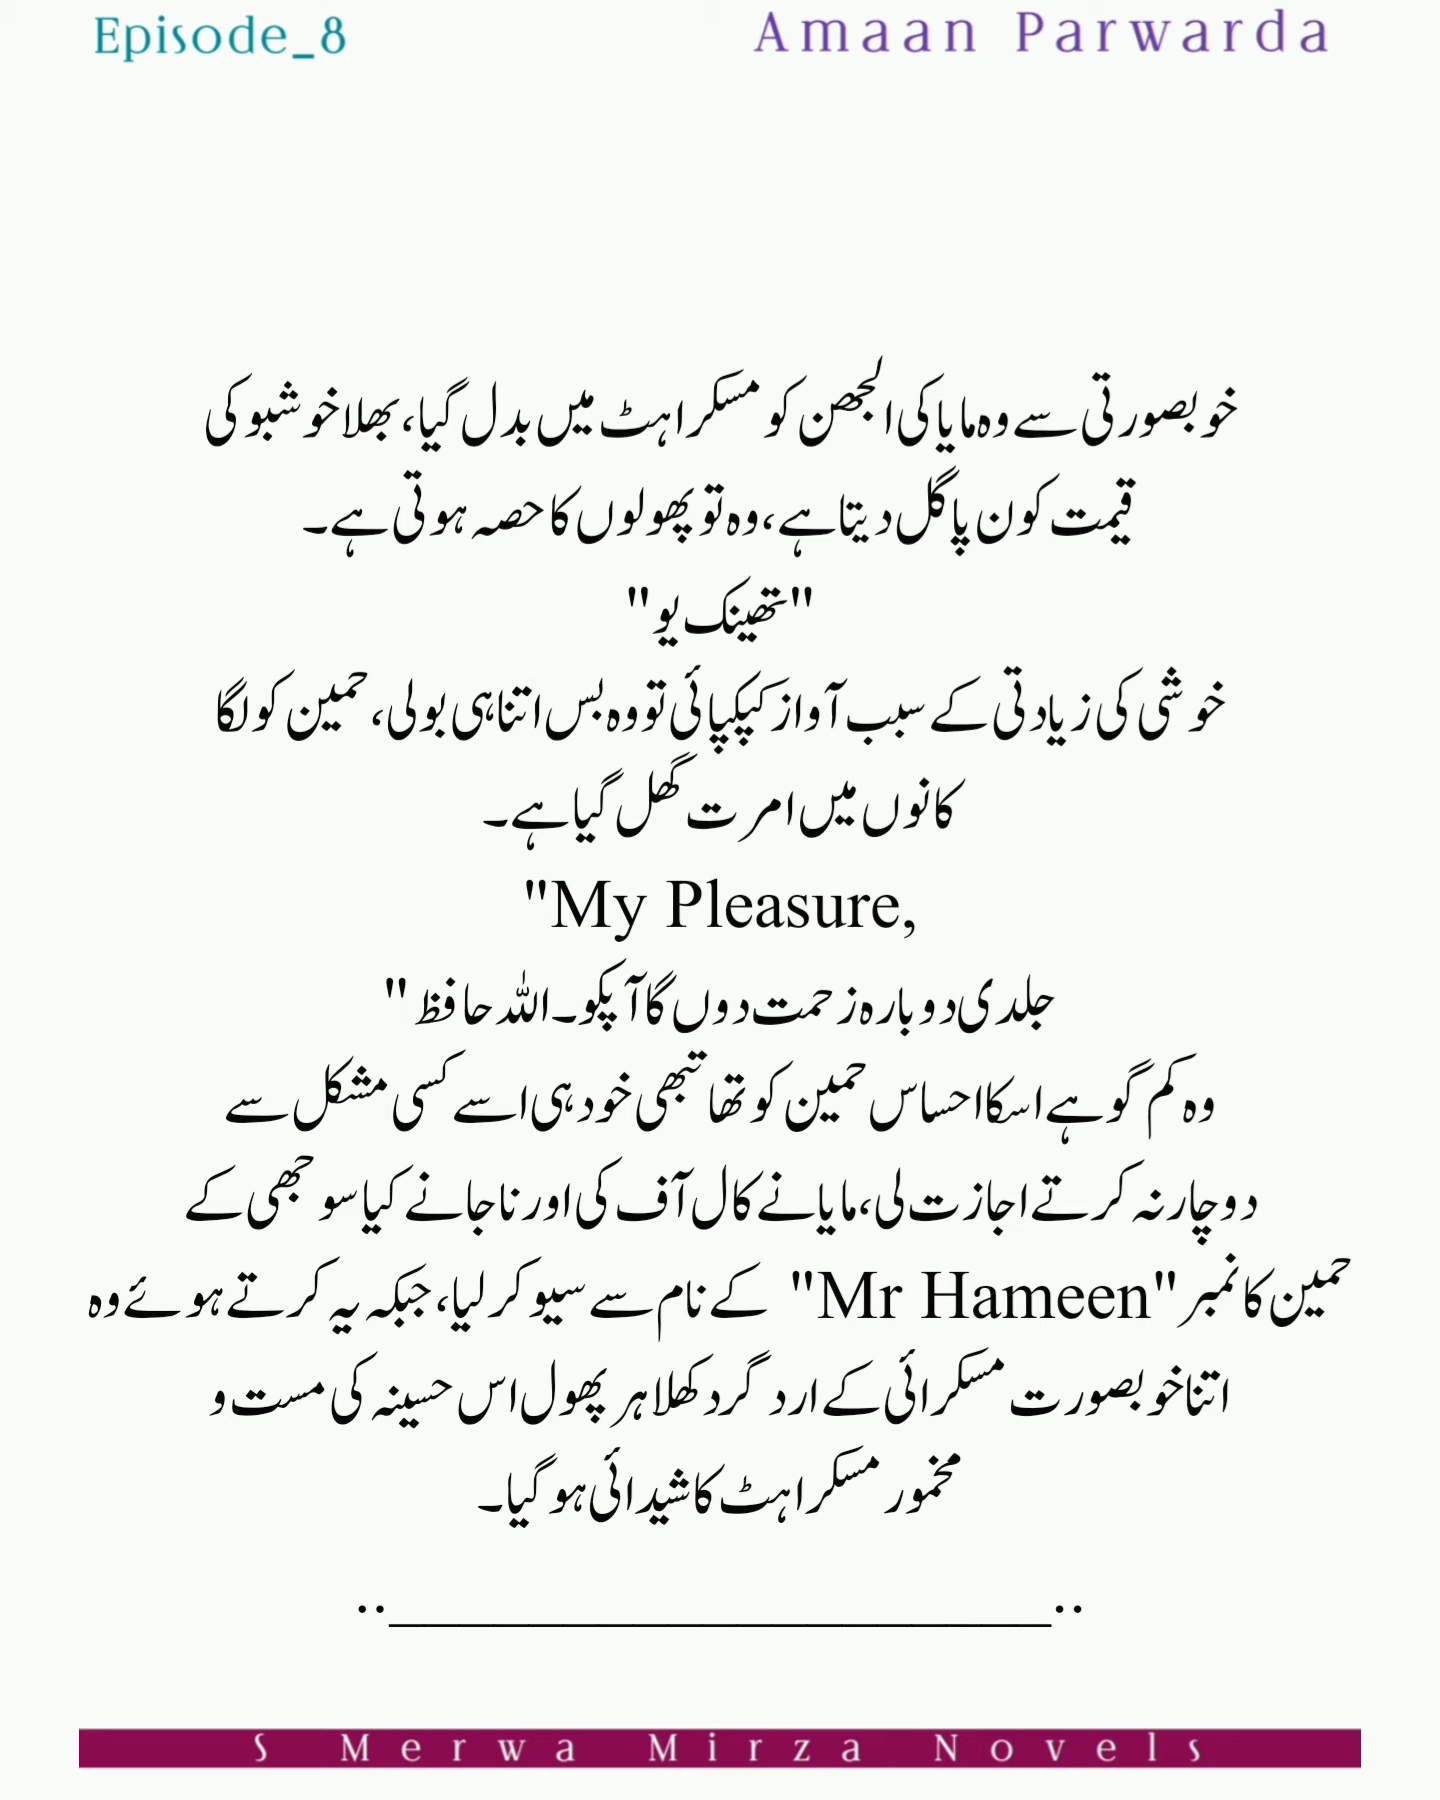 Episode_8 Amaan Parwarda
خوبصورتی سے وہ مایا کی الجھن کو مسکراہٹ میں بدل گیا، بھلا خوشبو کی
قیمت کون پاگل دیتا ہے، وہ تو پھولوں کا حصہ ہوتی ہے۔
"تھینک یو"
خوشی کی زیادتی کے سبب آواز کپکپائی تو وہ بس اتنا ہی بولی، حمین کو لگا
کانوں میں امرت گھل گیا ہے۔
"My Pleasure,
جلدی دوبارہ زحمت دوں گا آپکو۔ اللہ حافظ"
وہ کم گو ہے اسکا احساس حمین کو تھا تبھی خود ہی اسے کسی مشکل سے
دوچار نہ کرتے اجازت لی، مایا نے کال آف کی اور ناجانے کیا سوجھی کے
حمین کا نمبر "Mr Hameen" کے نام سے سیو کر لیا، جبکہ یہ کرتے ہوئے وہ
اتنا خوبصورت مسکرائی کے ارد گرد کھلا ہر پھول اس حسینہ کی مست و
مخمور مسکراہٹ کا شیدائی ہو گیا۔
..___________________..
S Merwa Mirza Novels